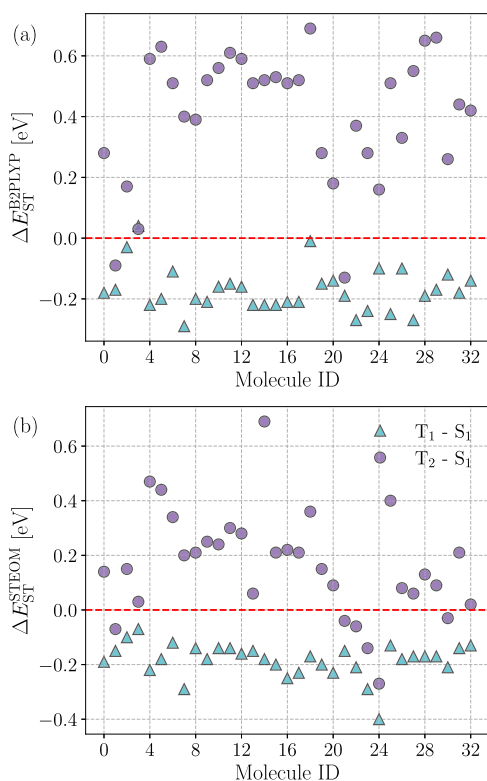 (a)
ΔE_ST^B2PLYP [eV]
0.6
0.4
0.2
0.0
−0.2
0 4 8 12 16 20 24 28 32
Molecule ID
(b)
ΔE_ST^STEOM [eV]
T₁ - S₁
T₂ - S₁
0.6
0.4
0.2
0.0
−0.2
−0.4
0 4 8 12 16 20 24 28 32
Molecule ID